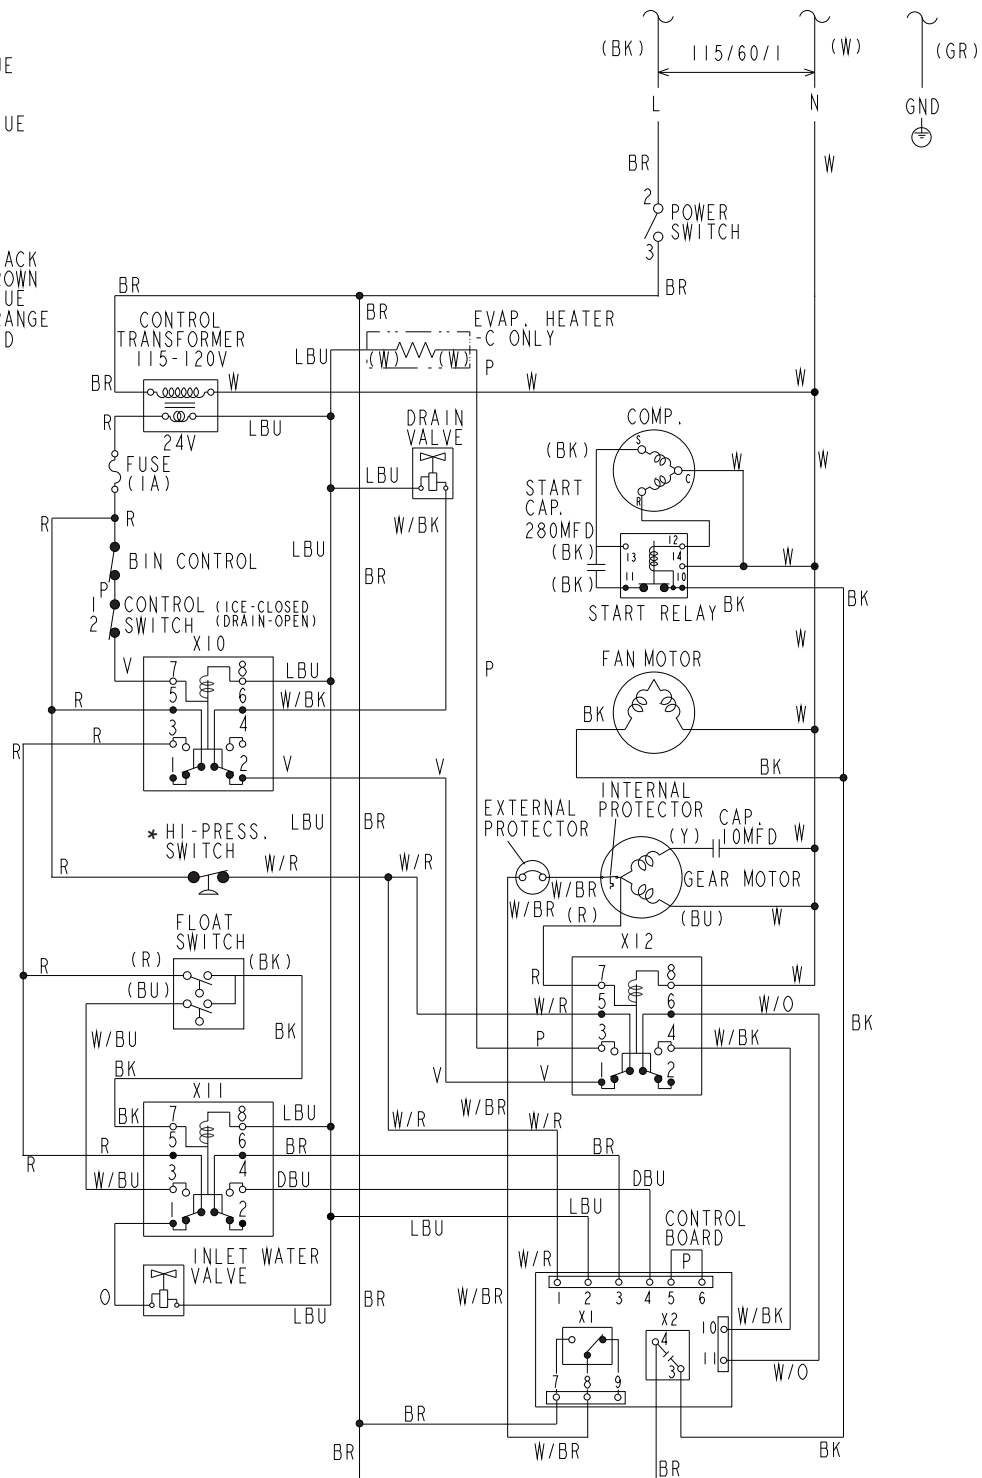 UE
UE
ACK
ROWN
UE
RANGE
D
(BK)
115/60/1
(W)
(GR)
L
N
GND
BR
W
2
POWER
SWITCH
3
BR
BR
BR
CONTROL
TRANSFORMER
115-120V
EVAP. HEATER
-C ONLY
LBU
(W)
(W)
P
BR
W
W
W
R
24V
LBU
DRAIN
VALVE
COMP.
(BK)
S
C
R
W
W
FUSE
(1A)
LBU
W/BK
START
CAP.
280MFD
R
R
(BK)
13
12
14
11
10
W
BIN CONTROL
LBU
BR
(BK)
START RELAY
BK
BK
P
1
2
CONTROL
SWITCH
(ICE-CLOSED
(DRAIN-OPEN)
X10
V
7
8
LBU
P
FAN MOTOR
W
R
5
6
W/BK
BK
W
R
R
3
4
1
2
V
V
BK
* HI-PRESS.
SWITCH
LBU
BR
EXTERNAL
PROTECTOR
INTERNAL
PROTECTOR
(Y)
CAP.
10MFD
W
R
W/R
W/R
W/BR
GEAR MOTOR
W/BR
(R)
(BU)
W
FLOAT
SWITCH
X12
R
(R)
(BK)
R
7
8
W
(BU)
W/R
5
6
W/O
W/BU
BK
P
3
4
W/BK
BK
BK
V
V
1
2
X11
BK
7
8
LBU
W/R
W/BR
W/R
R
R
5
6
BR
BR
W/BU
3
4
DBU
DBU
1
2
LBU
LBU
CONTROL
BOARD
P
INLET WATER
VALVE
W/R
1
2
3
4
5
6
O
LBU
BR
W/BR
X1
X2
10
W/BK
4
11
3
W/O
7
8
9
BR
BR
W/BR
BK
BR